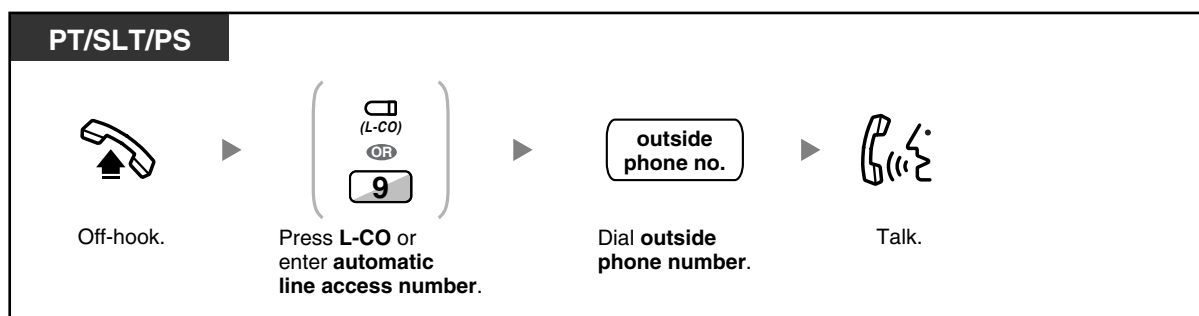 PT/SLT/PS
(L-CO)
OR
9
outside
phone no.
Off-hook.
Press L-CO or
enter automatic
line access number.
Dial outside
phone number.
Talk.